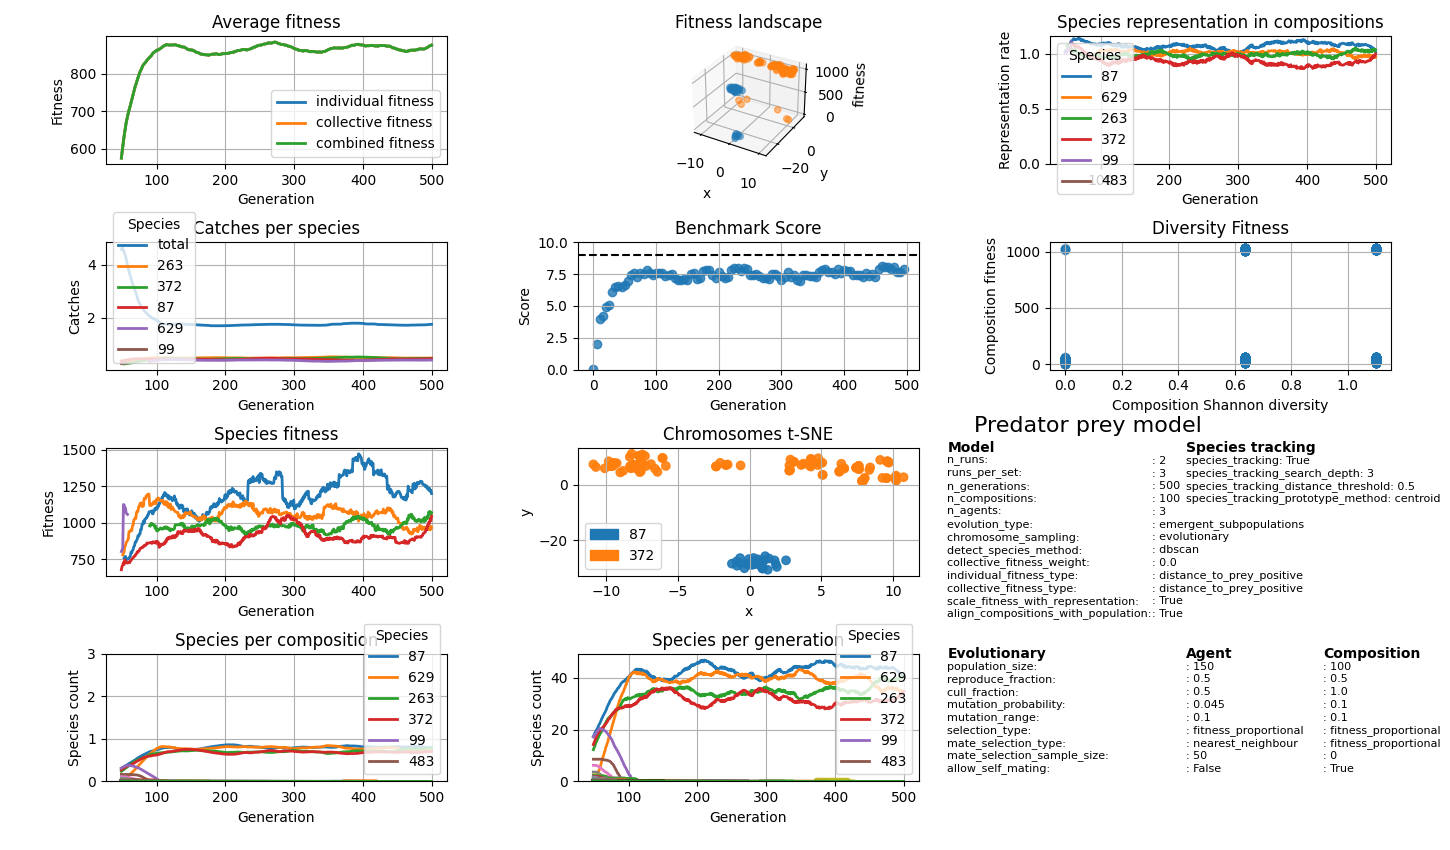 Average fitness
Fitness
800
700
600
individual fitness
collective fitness
combined fitness
100 200 300 400 500
Generation
Fitness landscape
1000
500
0
fitness
−10 0 10
x
−20 0
y
Species representation in compositions
Representation rate
1.0
0.5
0.0
Species
87
629
263
372
99
483
200 300 400 500
Generation
Catches per species
Catches
4
2
Species
total
263
372
87
629
99
100 200 300 400 500
Generation
Benchmark Score
Score
10.0
7.5
5.0
2.5
0.0
0 100 200 300 400 500
Generation
Diversity Fitness
Composition fitness
1000
500
0
0.0 0.2 0.4 0.6 0.8 1.0
Composition Shannon diversity
Species fitness
Fitness
1500
1250
1000
750
100 200 300 400 500
Generation
Chromosomes t-SNE
y
0
−20
87
372
−10 −5 0 5 10
x
Predator prey model
Model
n_runs: : 2
runs_per_set: : 3
n_generations: : 500
n_compositions: : 100
n_agents: : 3
evolution_type: : emergent_subpopulations
chromosome_sampling: : evolutionary
detect_species_method: : dbscan
collective_fitness_weight: : 0.0
individual_fitness_type: : distance_to_prey_positive
collective_fitness_type: : distance_to_prey_positive
scale_fitness_with_representation: : True
align_compositions_with_population: : True
Species tracking
species_tracking: True
species_tracking_search_depth: 3
species_tracking_distance_threshold: 0.5
species_tracking_prototype_method: centroid
Species per composition
Species count
3
2
1
0
Species
87
629
263
372
99
483
100 200 300 400 500
Generation
Species per generation
Species count
40
20
0
Species
87
629
263
372
99
483
100 200 300 400 500
Generation
Evolutionary Agent Composition
population_size: : 150 : 100
reproduce_fraction: : 0.5 : 0.5
cull_fraction: : 0.5 : 1.0
mutation_probability: : 0.045 : 0.1
mutation_range: : 0.1 : 0.1
selection_type: : fitness_proportional : fitness_proportional
mate_selection_type: : nearest_neighbour : fitness_proportional
mate_selection_sample_size: : 50 : 0
allow_self_mating: : False : True